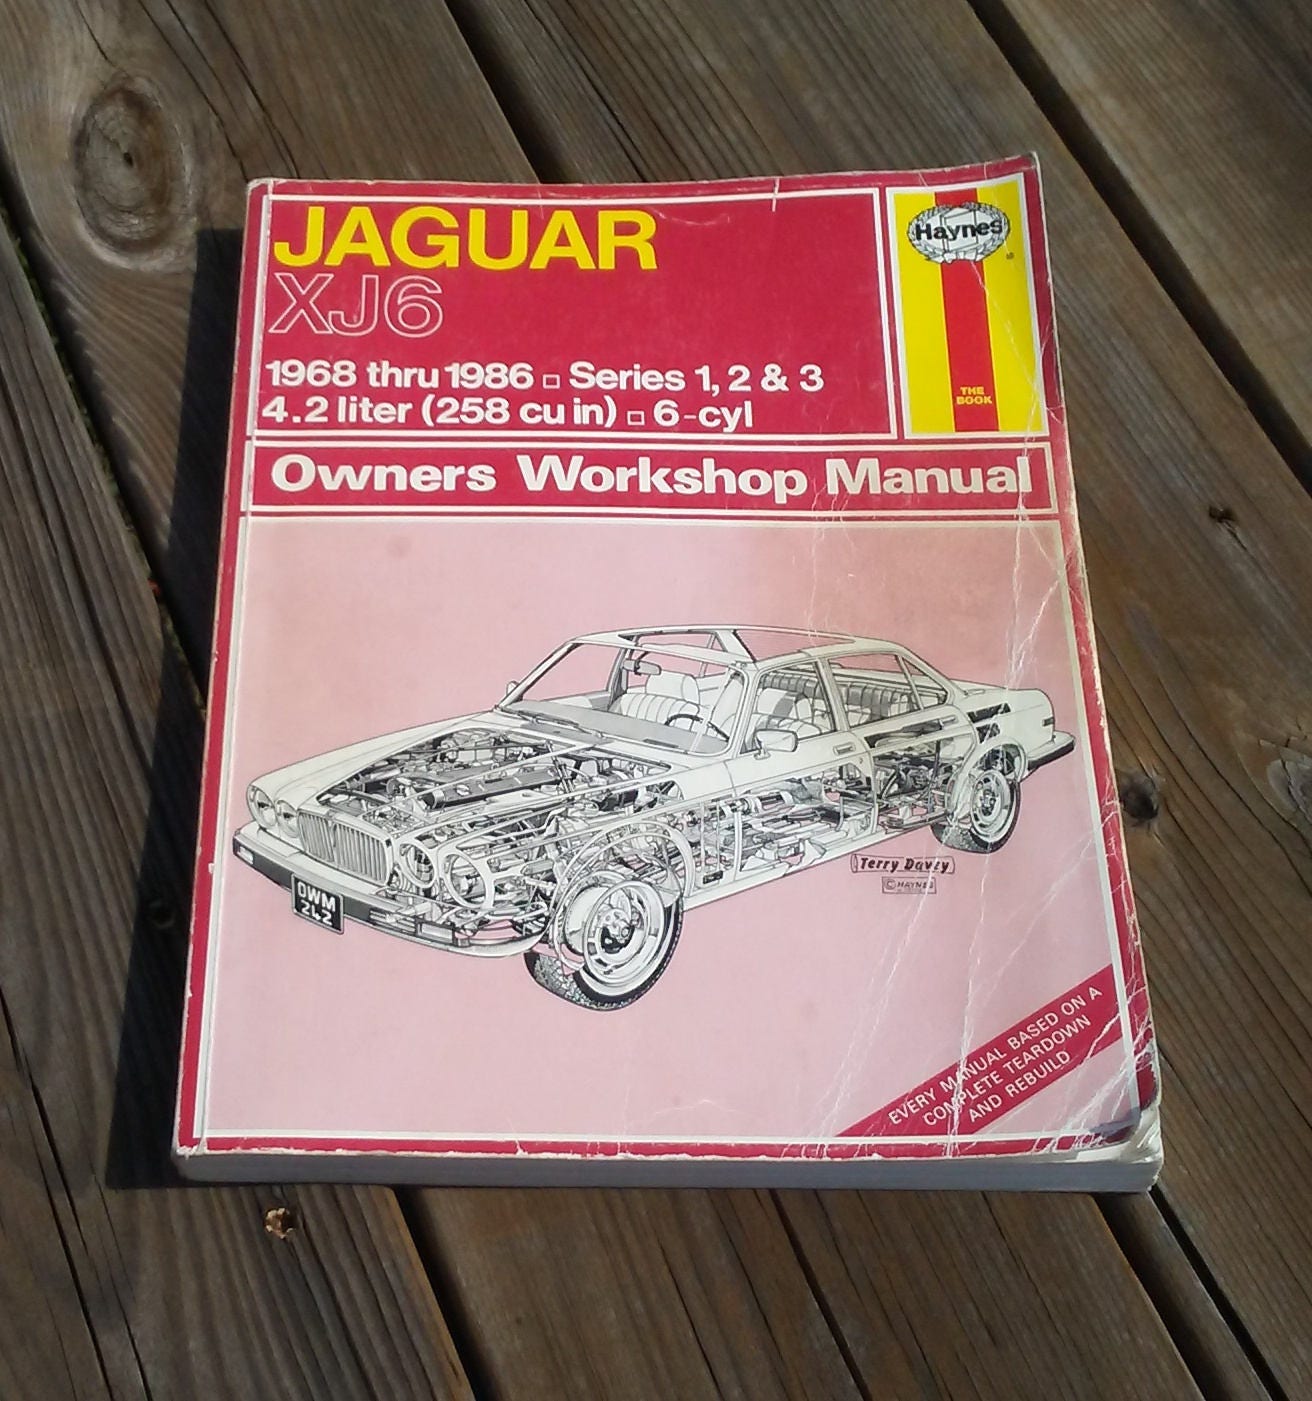 JAGUAR
XJ6
1968 thru 1986 □ Series 1, 2 & 3
4.2 liter (258 cu in) □ 6-cyl
Haynes
®
THE
BOOK
Owners Workshop Manual
OWM
242
Terry Davey
© HAYNES
EVERY MANUAL BASED ON A
COMPLETE TEARDOWN
AND REBUILD